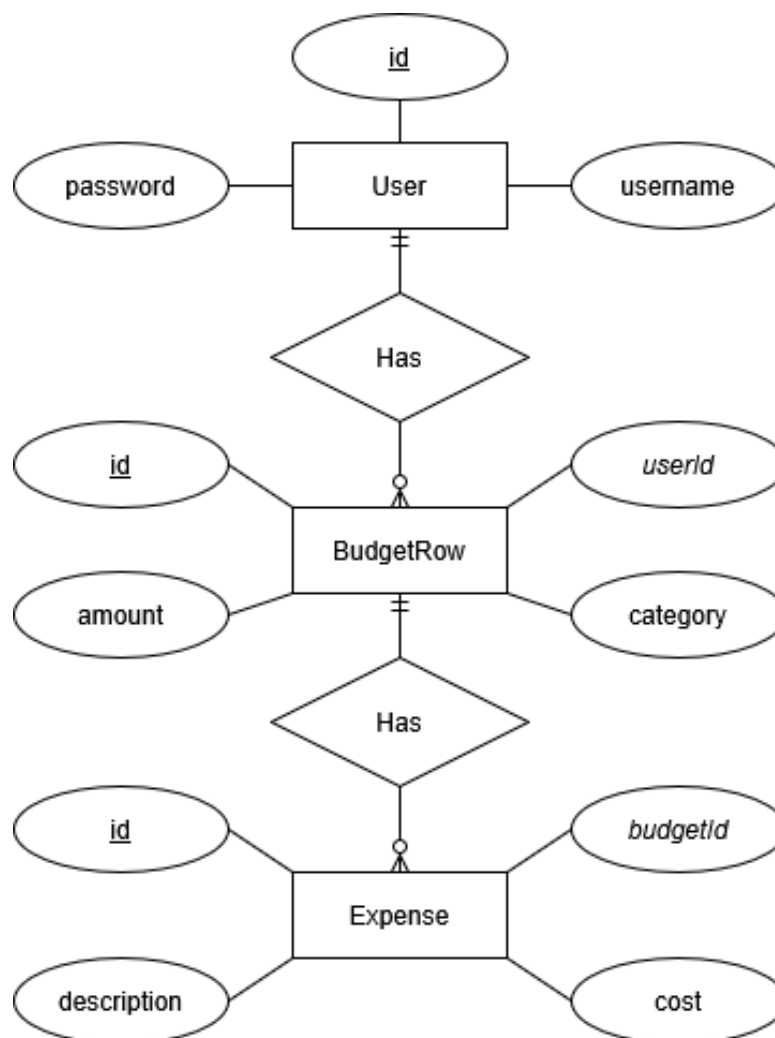 id
password
User
username
Has
id
userId
BudgetRow
amount
category
Has
id
budgetId
Expense
description
cost